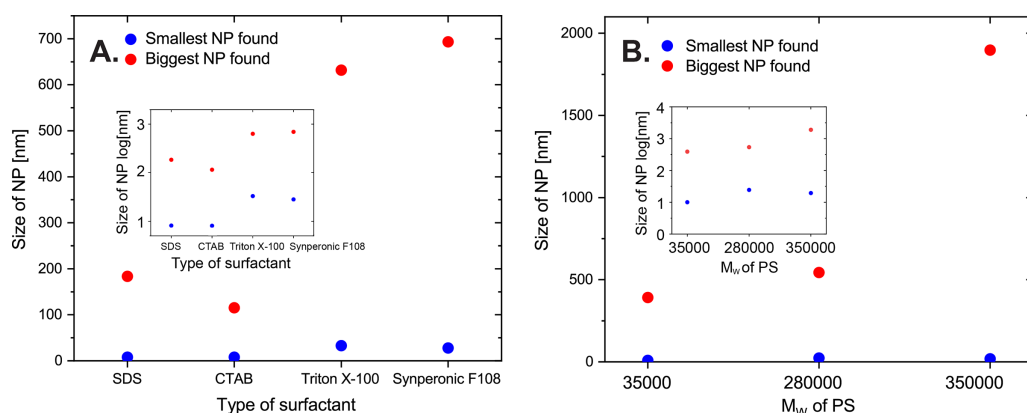 A.
Smallest NP found
Biggest NP found
Size of NP [nm]
700
600
500
400
300
200
100
0
SDS
CTAB
Triton X-100
Synperonic F108
Type of surfactant
Size of NP log[nm]
3
2
1
SDS
CTAB
Triton X-100
Synperonic F108
Type of surfactant
B.
Smallest NP found
Biggest NP found
Size of NP [nm]
2000
1750
1500
1250
1000
500
250
0
35000
280000
350000
Mw of PS
Size of NP log[nm]
4
3
2
1
0
35000
280000
350000
Mw of PS